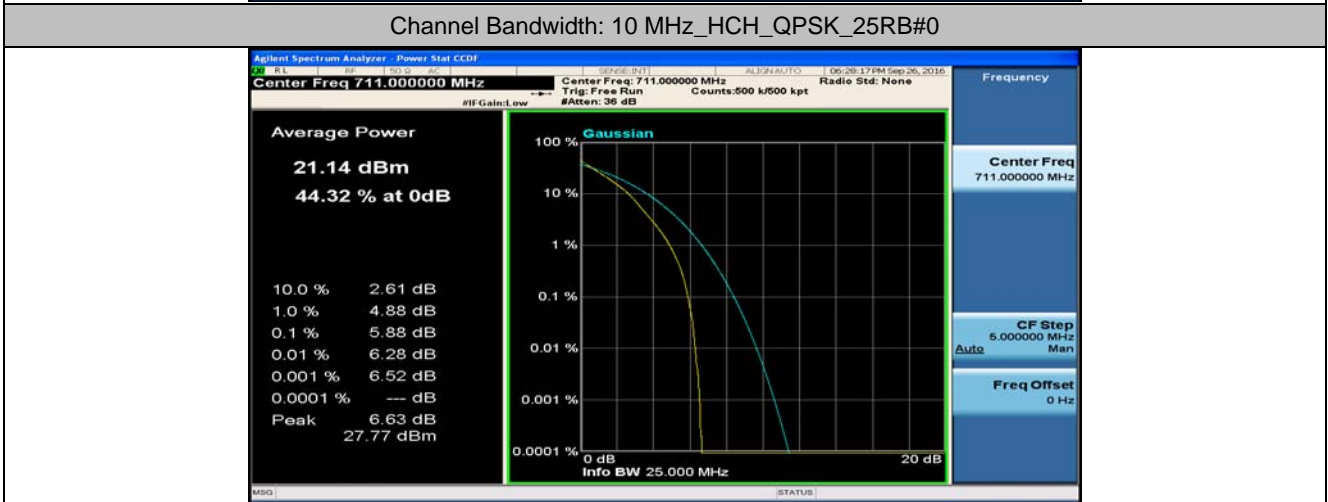 Channel Bandwidth: 10 MHz_HCH_QPSK_25RB#0
Agilent Spectrum Analyzer - Power Stat CCDF
RL RF 50 Ω AC SENSE:INT ALIGN AUTO 06:28:17 PM Sep 26, 2016
Center Freq 711.000000 MHz
Center Freq: 711.000000 MHz
Radio Std: None
Trig: Free Run
Counts:500 k/500 kpt
#IFGain:Low
#Atten: 36 dB
Frequency
Average Power
21.14 dBm
44.32 % at 0dB
10.0 % 2.61 dB
1.0 % 4.88 dB
0.1 % 5.88 dB
0.01 % 6.28 dB
0.001 % 6.52 dB
0.0001 % --- dB
Peak 6.63 dB
27.77 dBm
Gaussian
100 %
10 %
1 %
0.1 %
0.01 %
0.001 %
0.0001 %
0 dB
20 dB
Info BW 25.000 MHz
Center Freq
711.000000 MHz
CF Step
5.000000 MHz
Auto Man
Freq Offset
0 Hz
MSG
STATUS